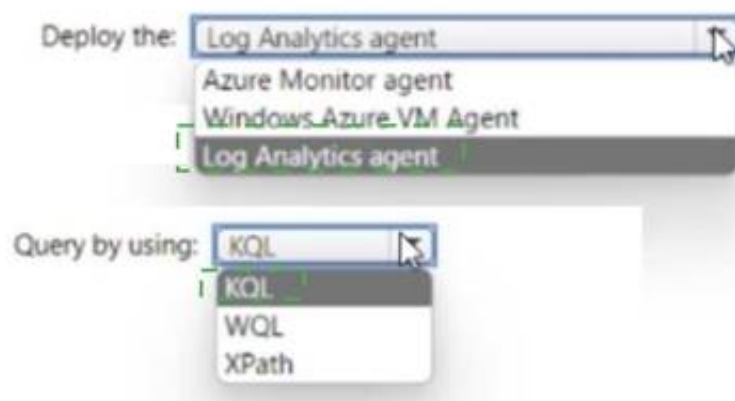 Deploy the: Log Analytics agent
Azure Monitor agent
Windows Azure VM Agent
Log Analytics agent
Query by using: KQL
KQL
WQL
XPath